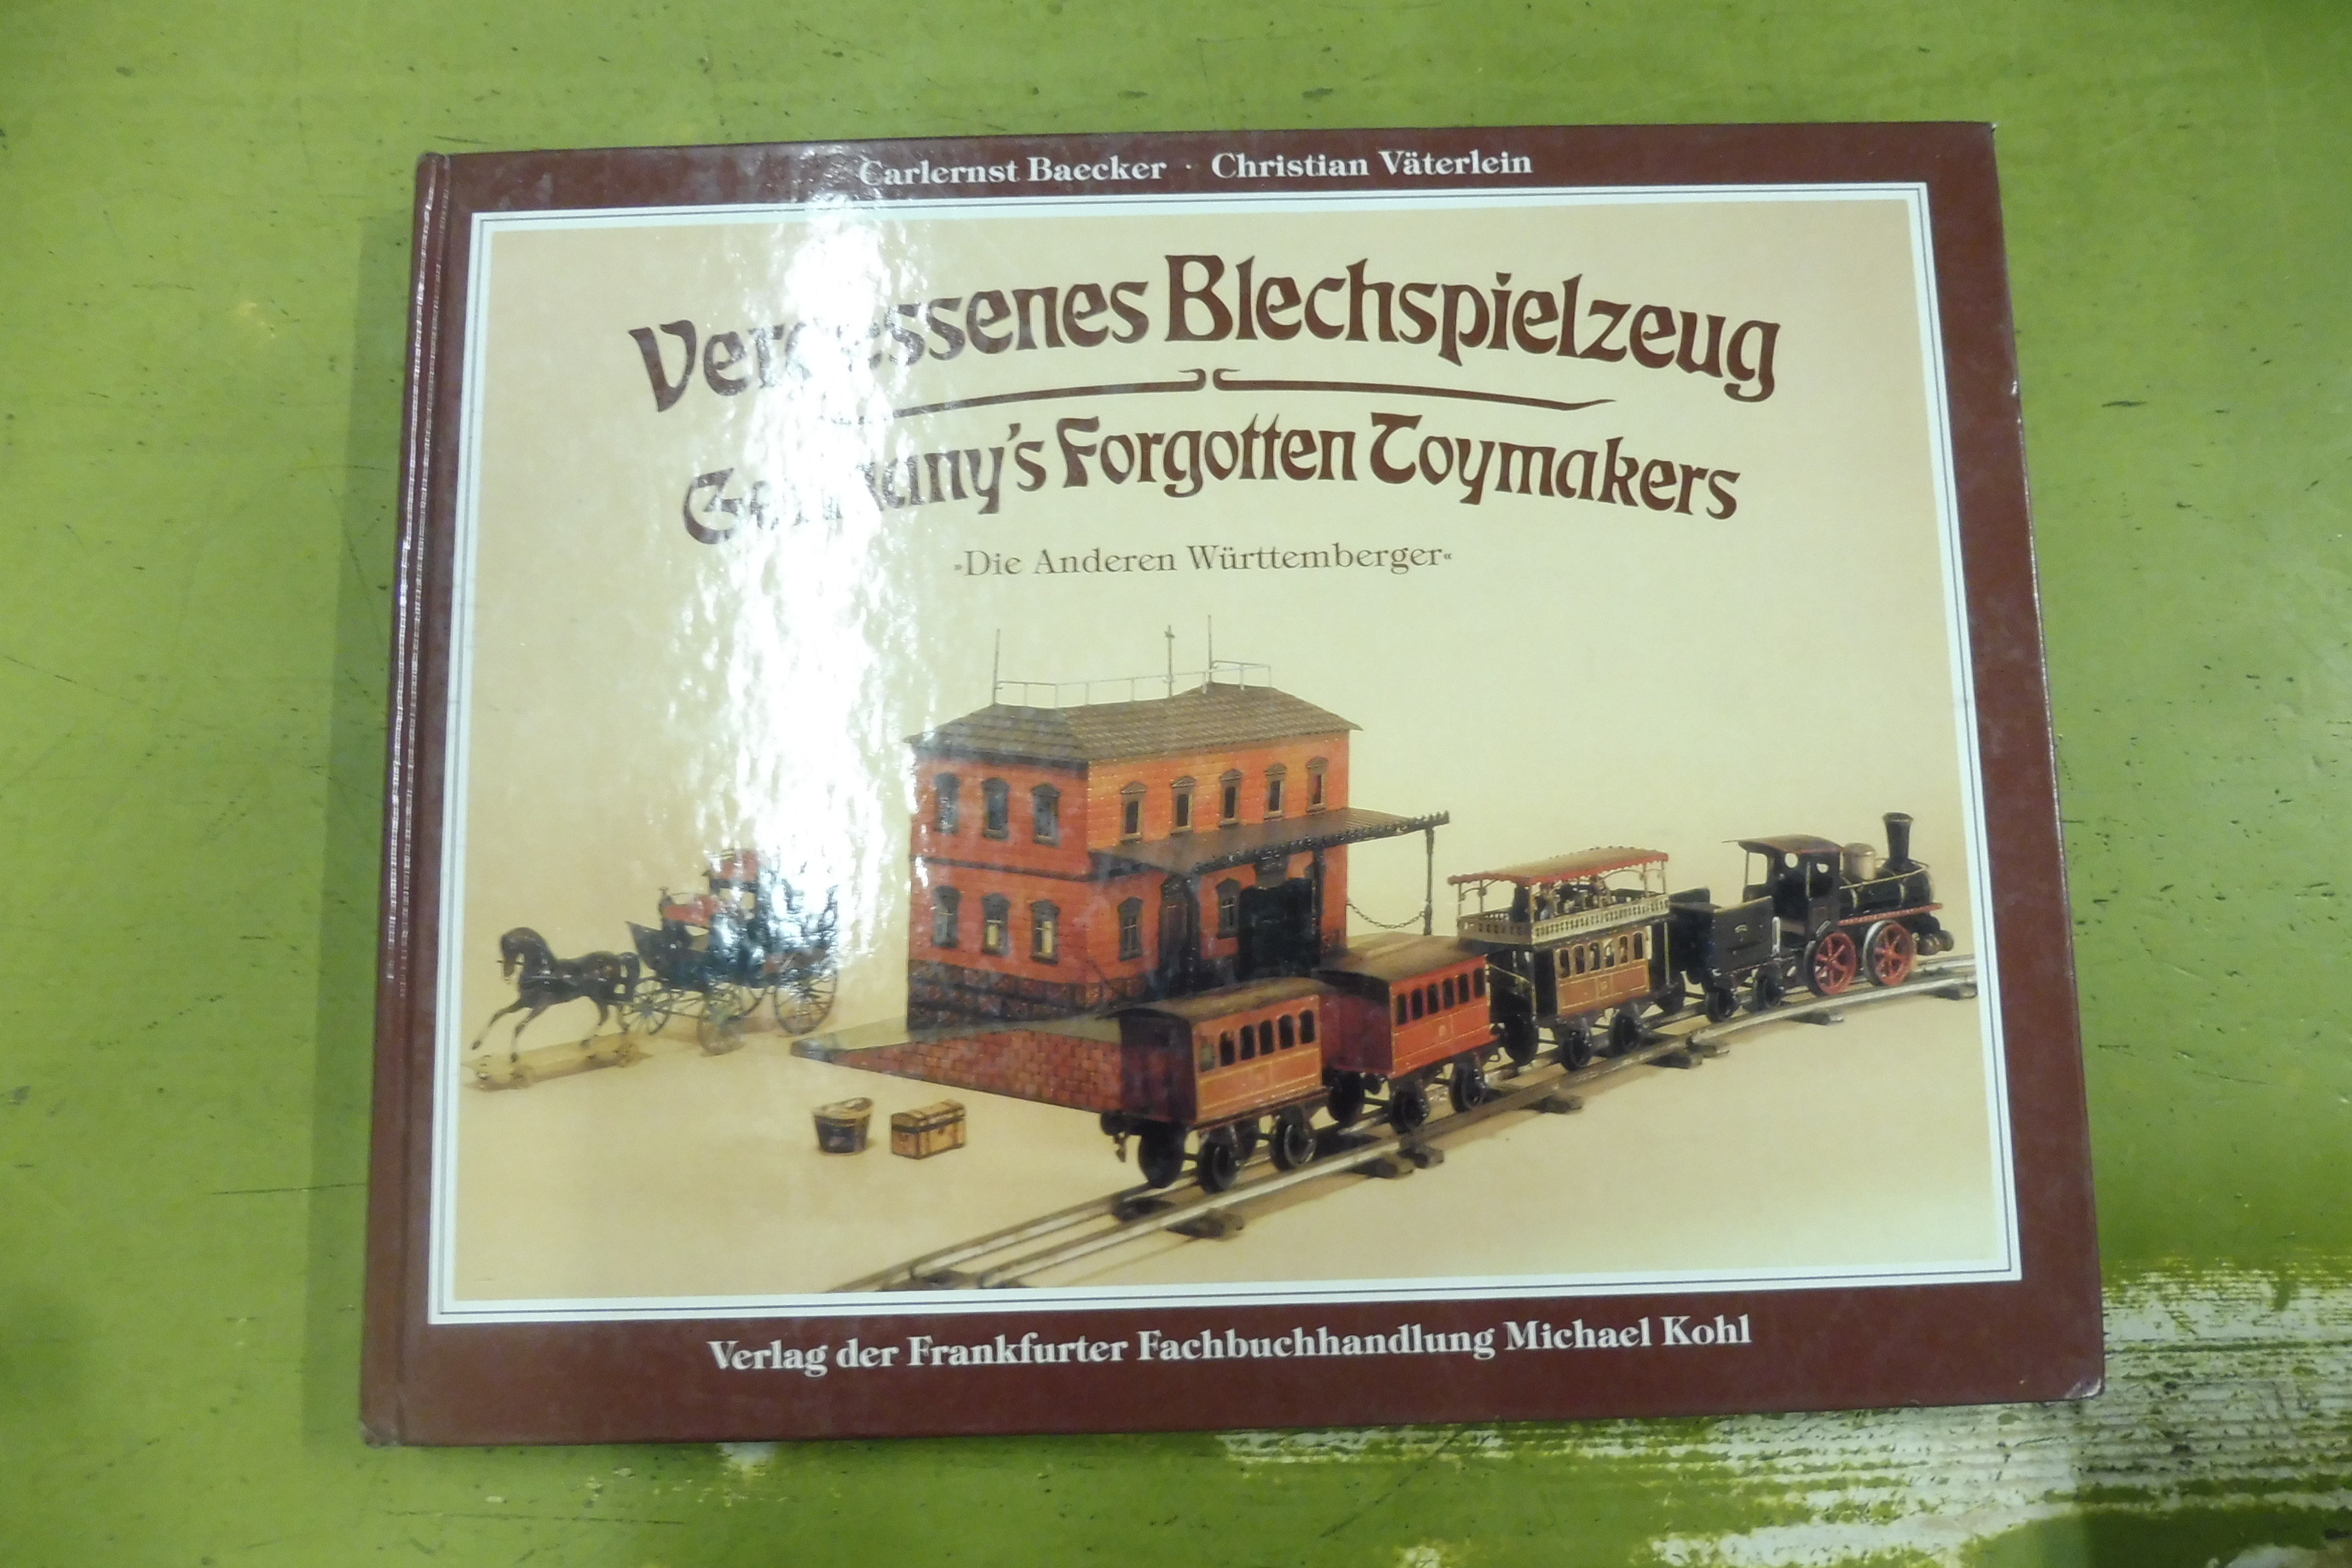 Carlernst Baecker · Christian Väterlein
Vergessenes Blechspielzeug
Germany's Forgotten Toymakers
»Die Anderen Württemberger«
Verlag der Frankfurter Fachbuchhandlung Michael Kohl